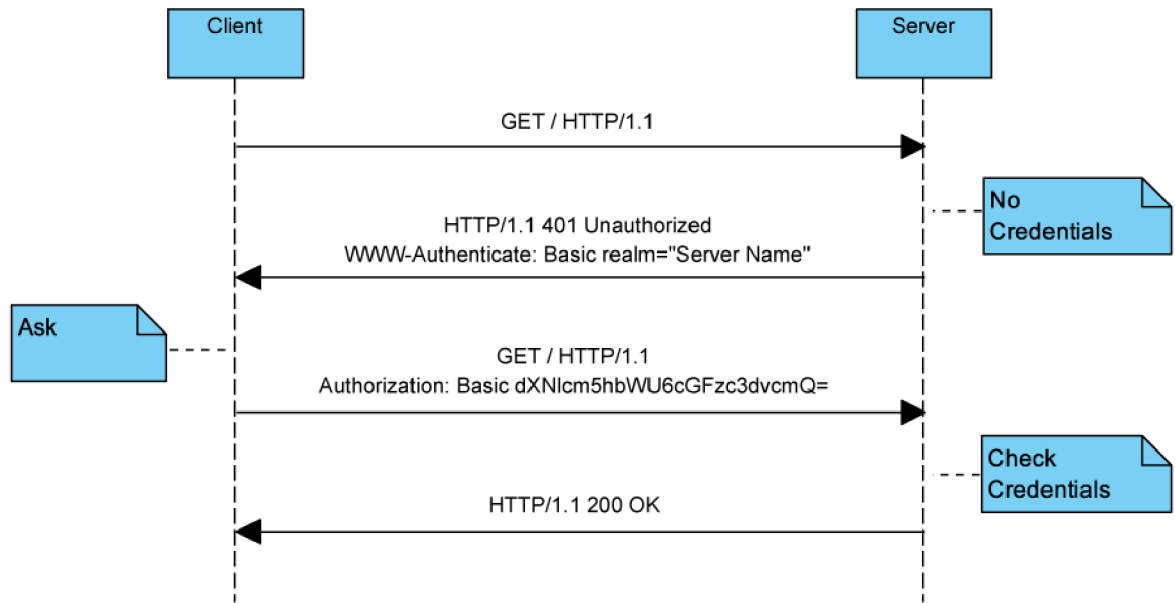 Client
Server
GET / HTTP/1.1
No
Credentials
HTTP/1.1 401 Unauthorized
WWW-Authenticate: Basic realm="Server Name"
Ask
GET / HTTP/1.1
Authorization: Basic dXNlcm5hbWU6cGFzc3dvcmQ=
Check
Credentials
HTTP/1.1 200 OK